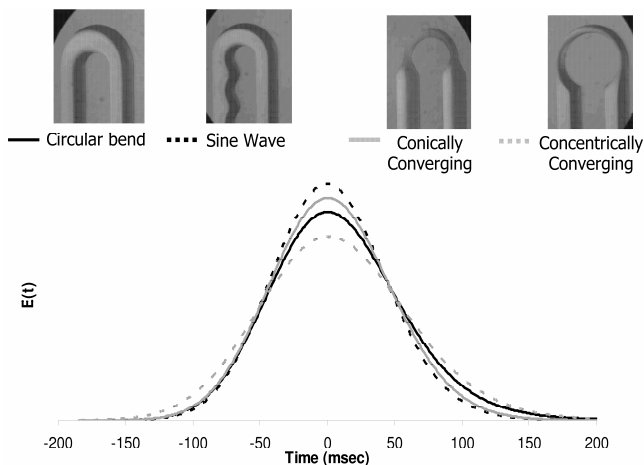 Circular bend
Sine Wave
Conically
Converging
Concentrically
Converging
E(t)
-200 -150 -100 -50 0 50 100 150 200
Time (msec)